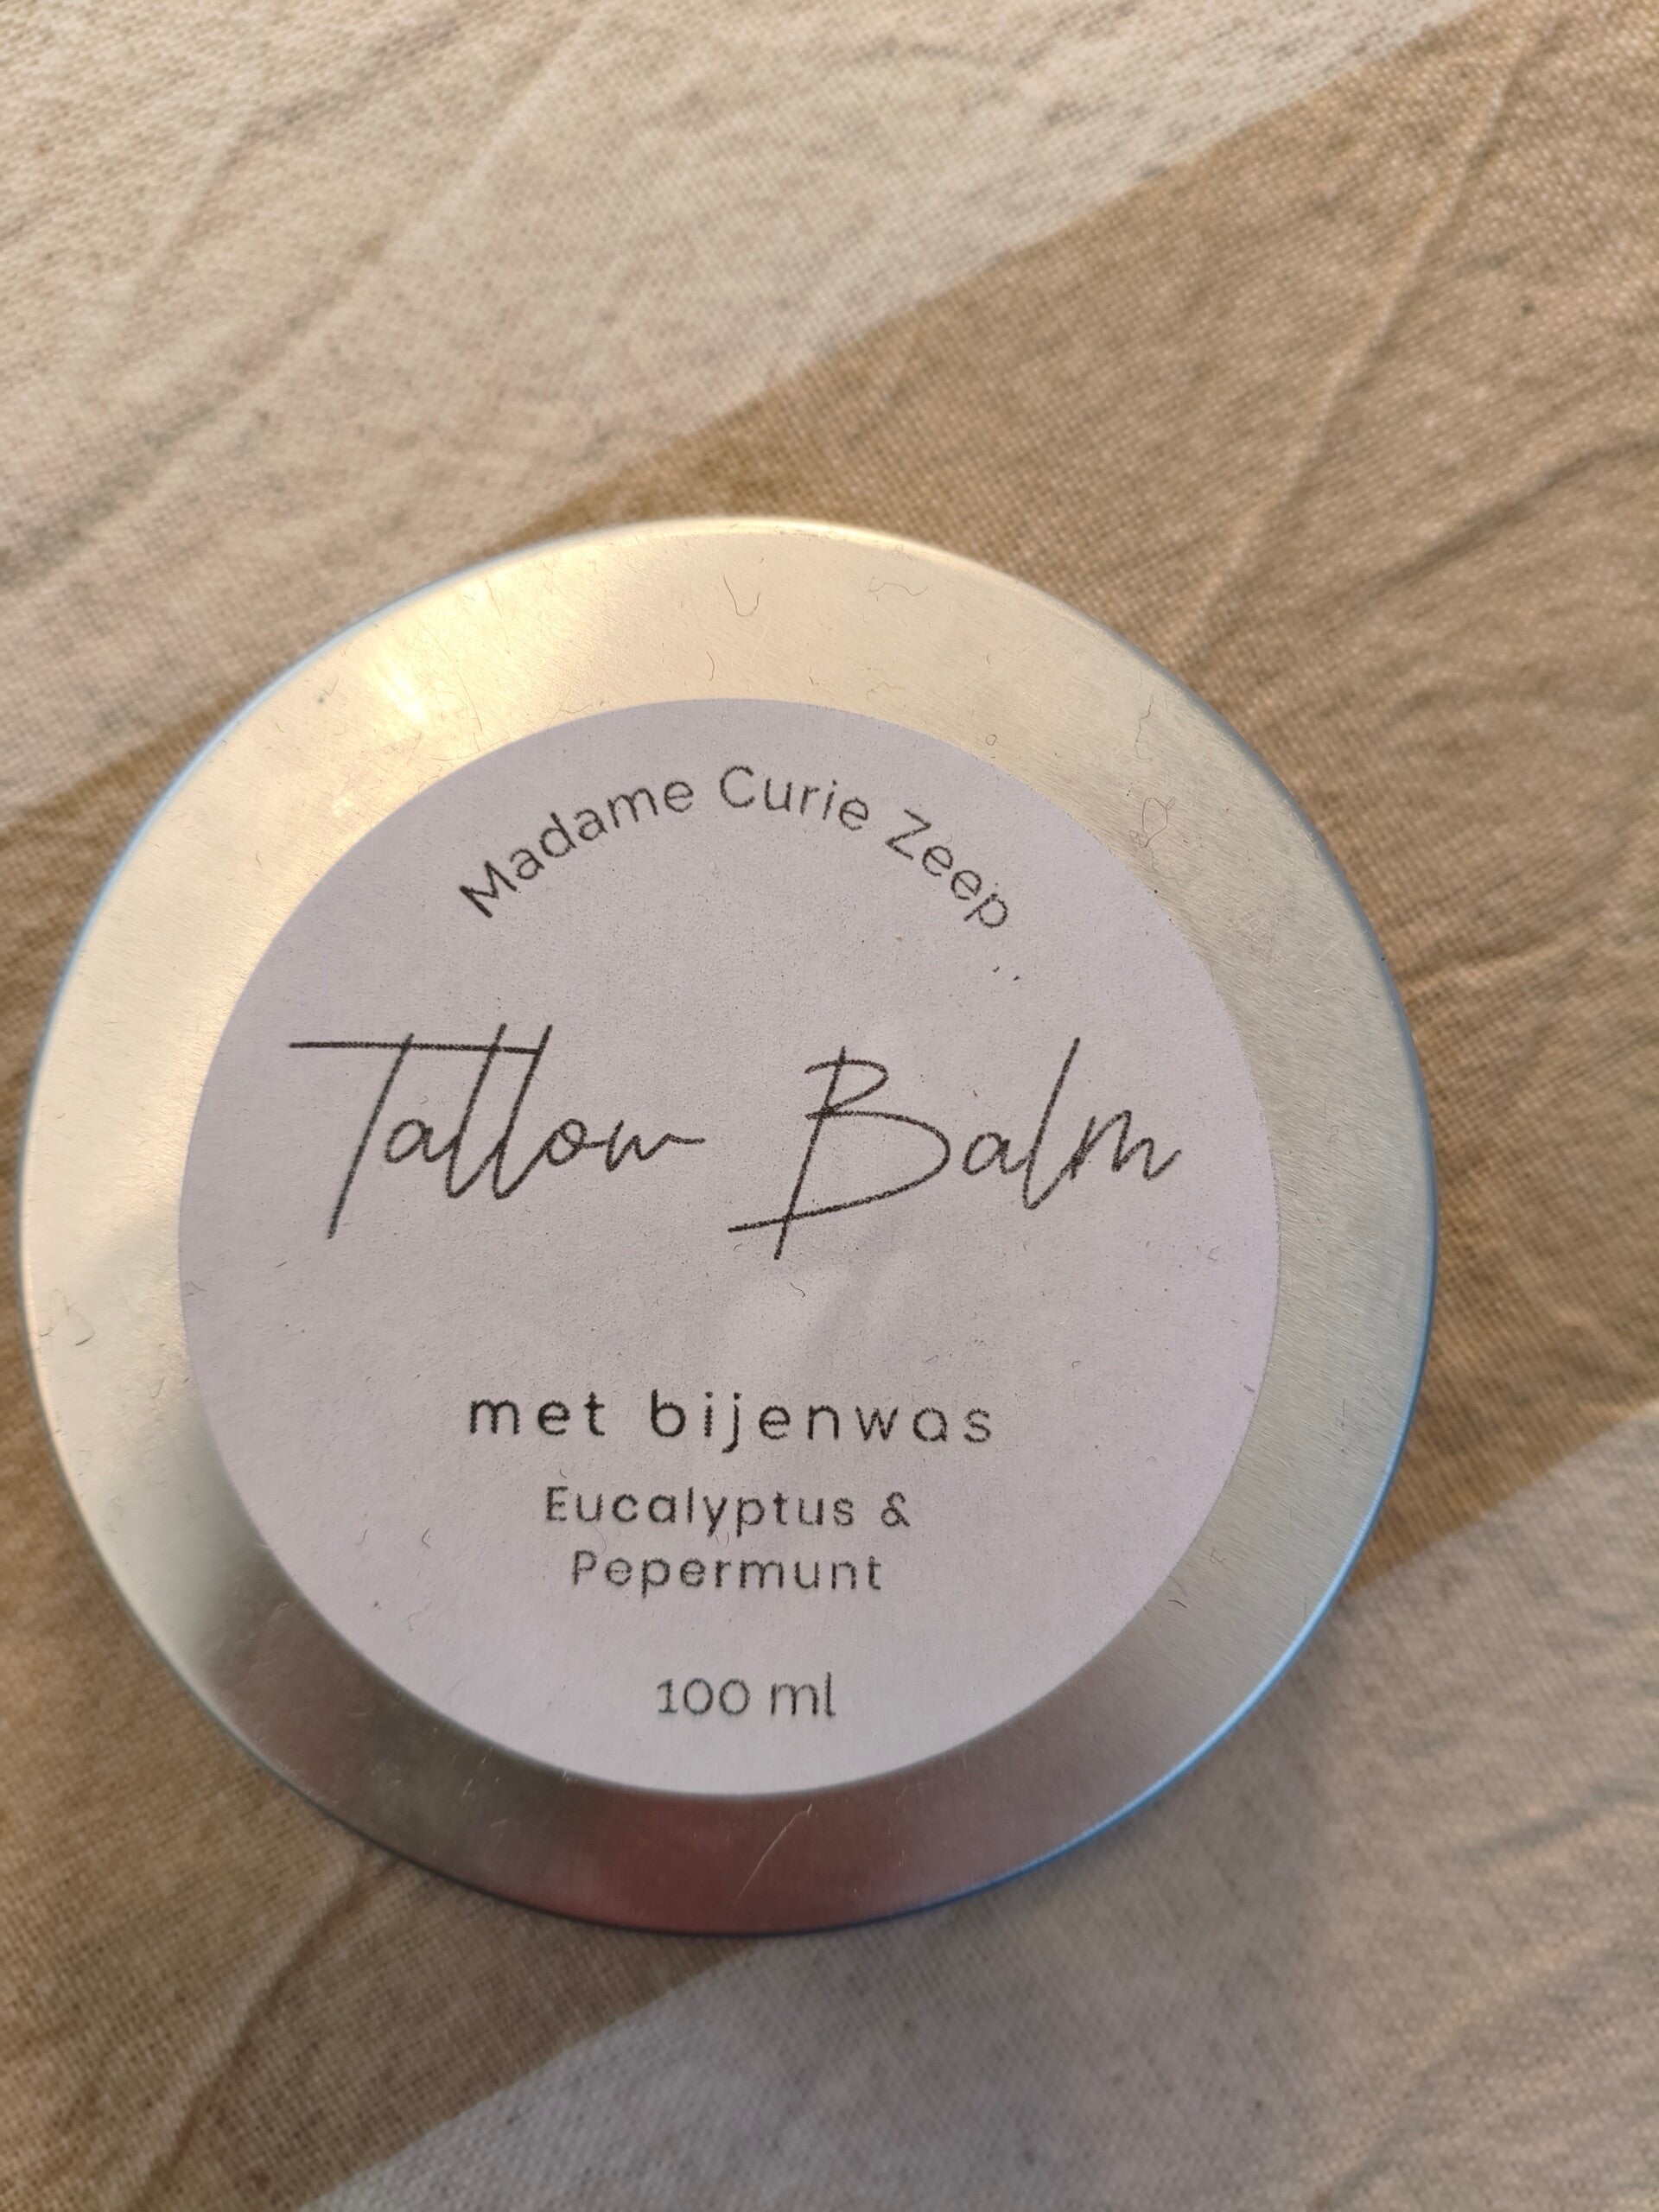 Madame Curie Zeep
Tallow Balm
met bijenwas
Eucalyptus &
Pepermunt
100 ml